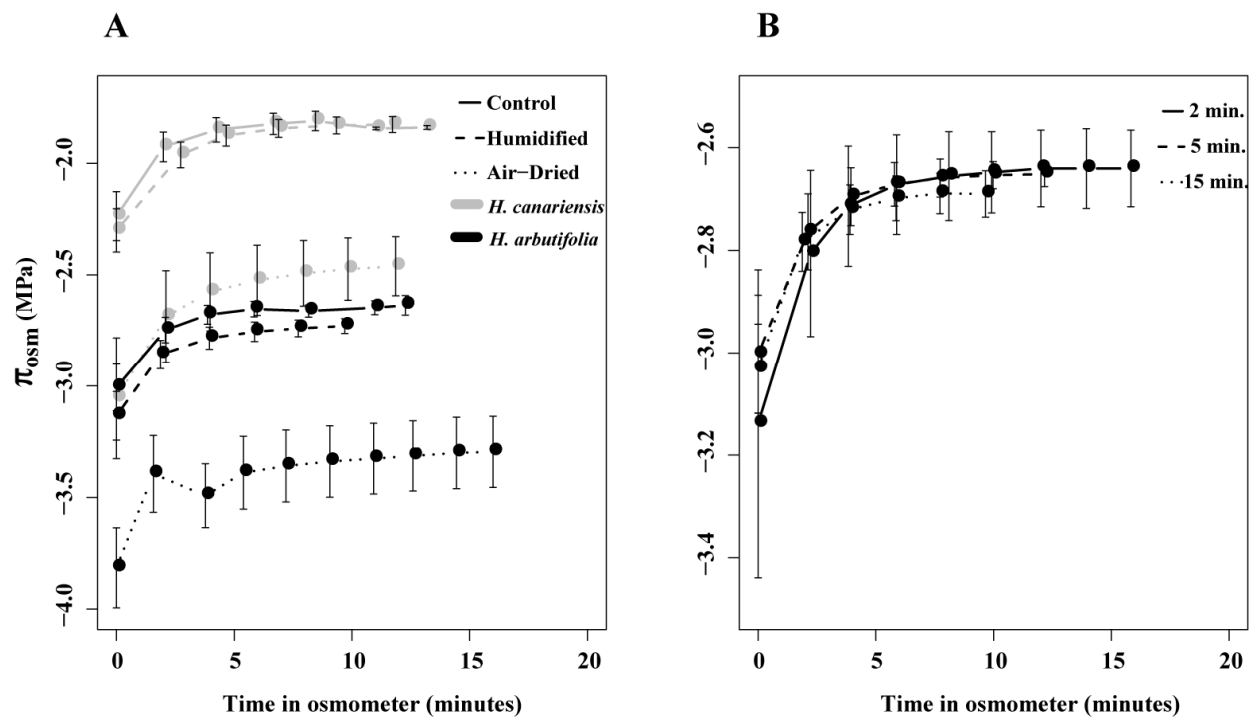 A
B
Control
Humidified
Air−Dried
H. canariensis
H. arbutifolia
−2.0
−2.5
−3.0
−3.5
−4.0
πosm (MPa)
0 5 10 15 20
Time in osmometer (minutes)
2 min.
5 min.
15 min.
−2.6
−2.8
−3.0
−3.2
−3.4
0 5 10 15 20
Time in osmometer (minutes)